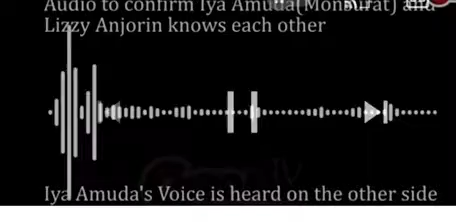 Audio to confirm Iya Amuda(Monsurat) and
Lizzy Anjorin knows each other
Iya Amuda's Voice is heard on the other side